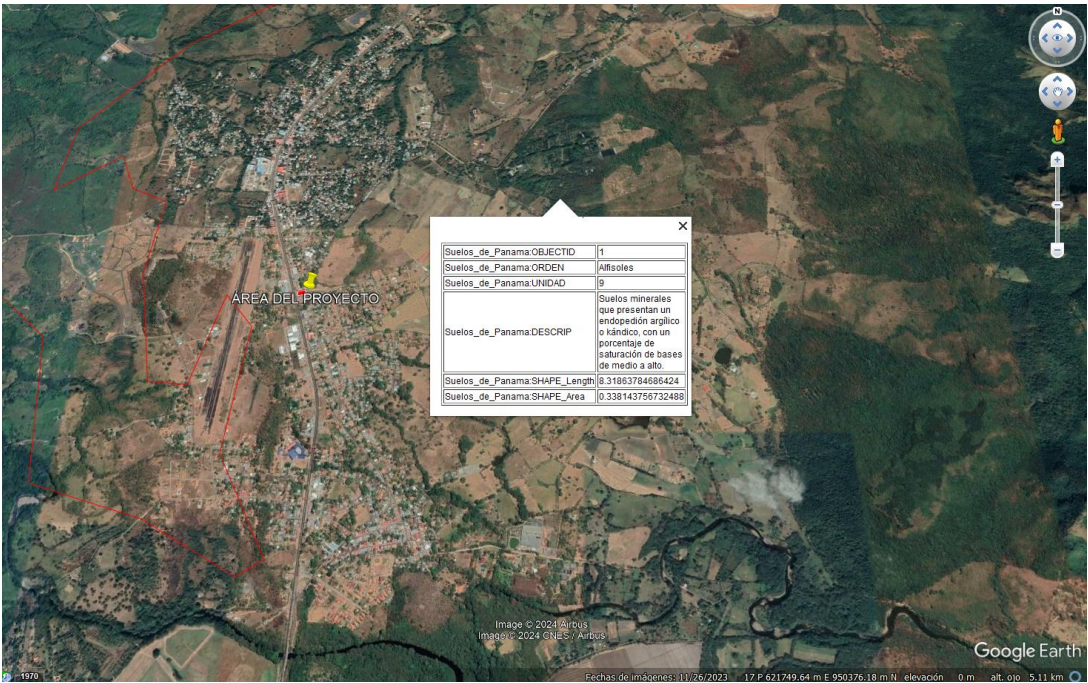 N
Suelos_de_Panama:OBJECTID 1
Suelos_de_Panama:ORDEN Alfisoles
Suelos_de_Panama:UNIDAD 9
Suelos_de_Panama:DESCRIP Suelos minerales
que presentan un
endopedión argílico
o kándico, con un
porcentaje de
saturación de bases
de medio a alto.
Suelos_de_Panama:SHAPE_Length 8.31863784686424
Suelos_de_Panama:SHAPE_Area 0.338143756732488
ÁREA DEL PROYECTO
Image © 2024 Airbus
Image © 2024 CNES / Airbus
Google Earth
1970
Fechas de imágenes: 11/26/2023 17 P 621749.64 m E 950376.18 m N elevación 0 m alt. ojo 5.11 km